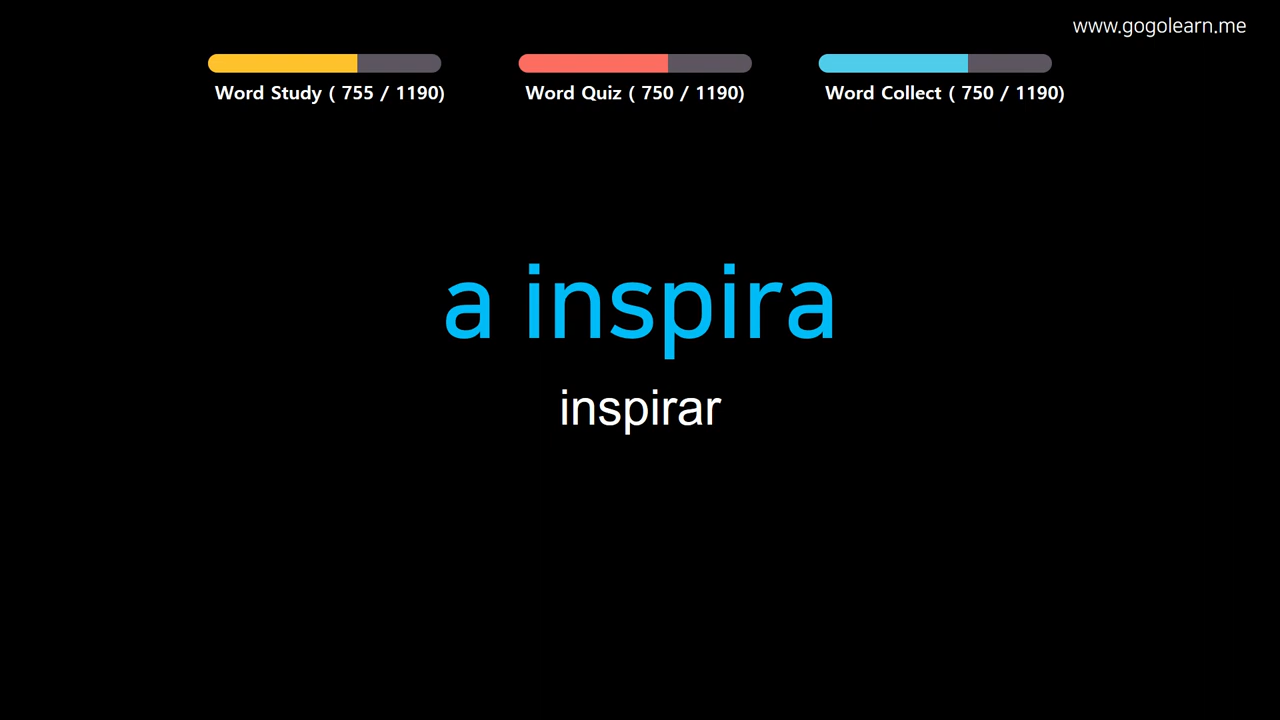 www.gogolearn.me
Word Study ( 755 / 1190)
Word Quiz ( 750 / 1190)
Word Collect ( 750 / 1190)
a inspira
inspirar